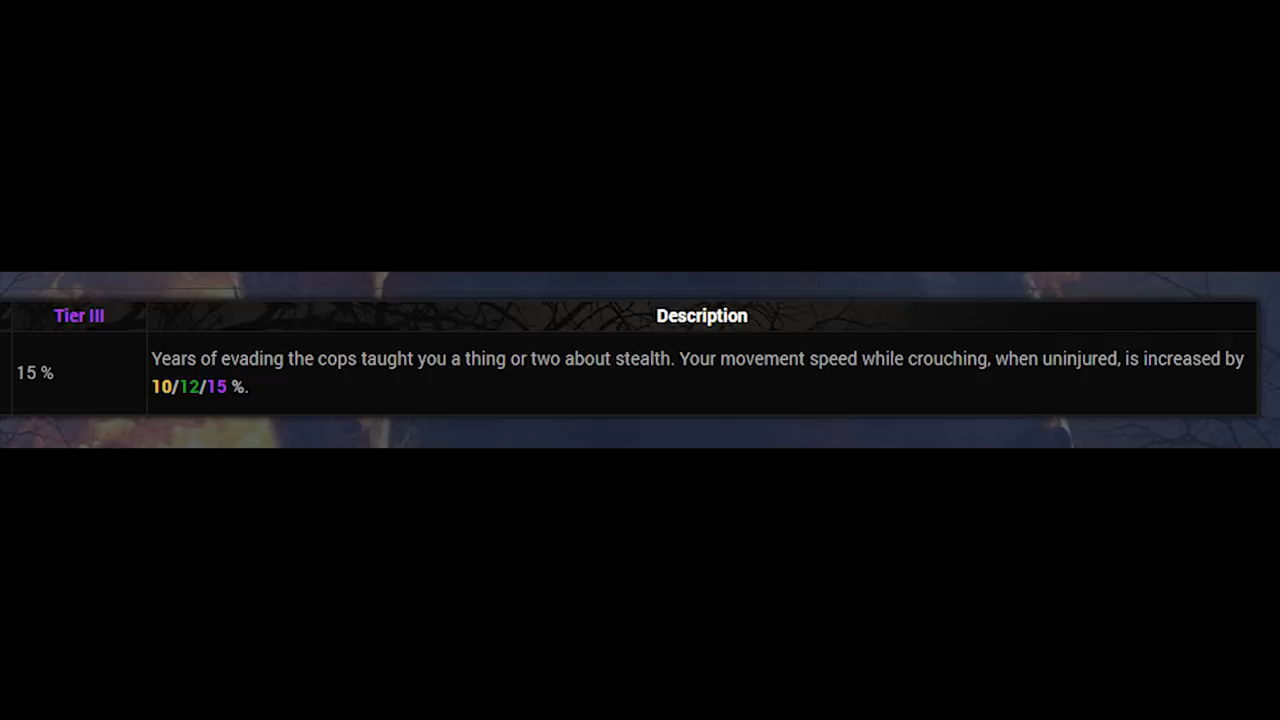 Tier III
Description
15 %
Years of evading the cops taught you a thing or two about stealth. Your movement speed while crouching, when uninjured, is increased by
10/12/15 %.